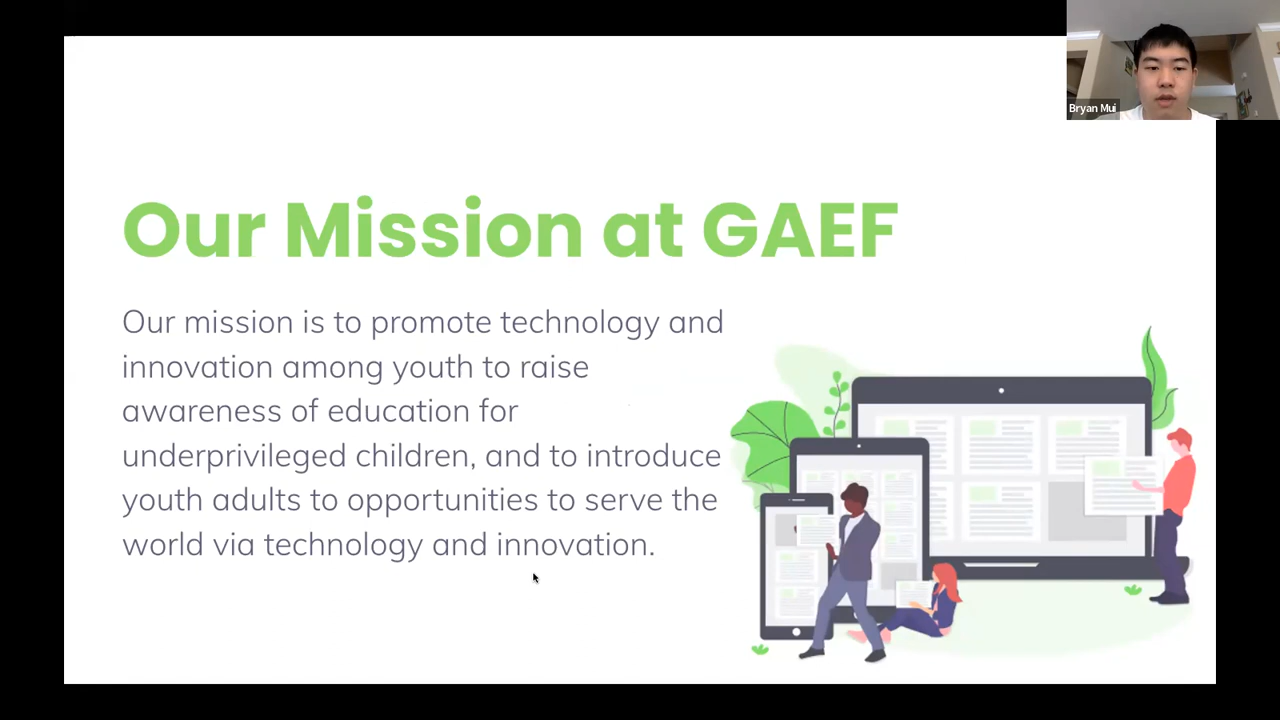 Bryan Mui
Our Mission at GAEF
Our mission is to promote technology and
innovation among youth to raise
awareness of education for
underprivileged children, and to introduce
youth adults to opportunities to serve the
world via technology and innovation.